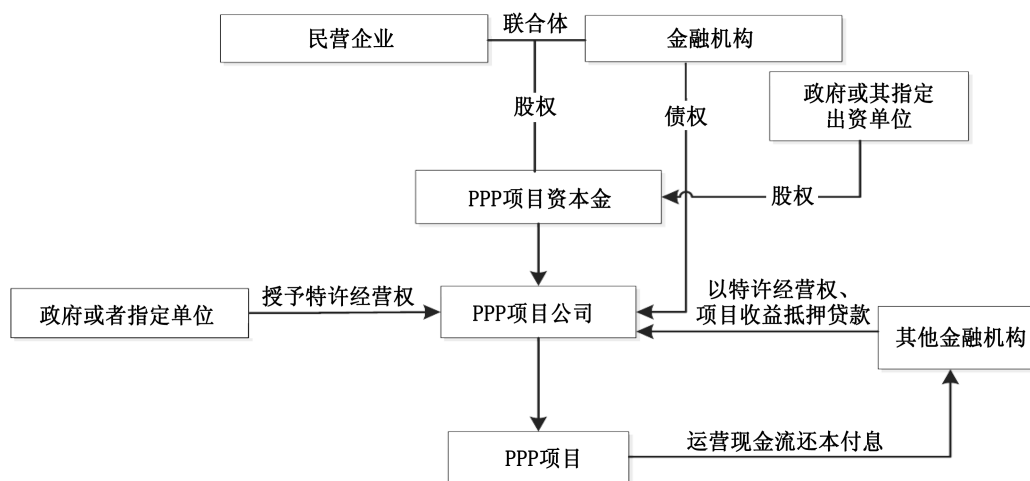 联合体
民营企业
金融机构
政府或其指定
出资单位
股权
债权
PPP项目资本金
股权
授予特许经营权
以特许经营权、
项目收益抵押贷款
政府或者指定单位
PPP项目公司
其他金融机构
运营现金流还本付息
PPP项目